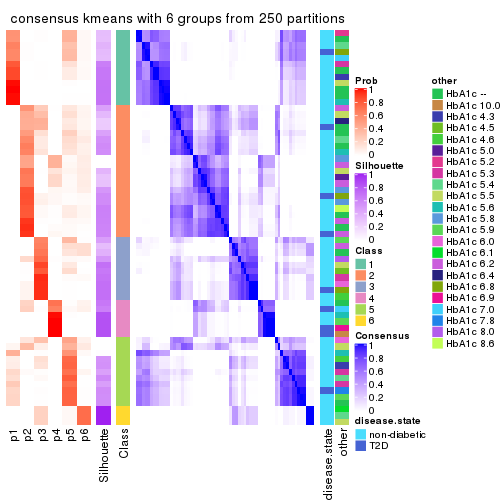 consensus kmeans with 6 groups from 250 partitions
p1
p2
p3
p4
p5
p6
Silhouette
Class
disease.state
other
Prob
1
0.8
0.6
0.4
0.2
0
Silhouette
1
0.8
0.6
0.4
0.2
0
Class
1
2
3
4
5
6
Consensus
1
0.8
0.6
0.4
0.2
0
disease.state
non-diabetic
T2D
other
HbA1c --
HbA1c 10.0
HbA1c 4.3
HbA1c 4.5
HbA1c 4.6
HbA1c 5.0
HbA1c 5.2
HbA1c 5.3
HbA1c 5.4
HbA1c 5.5
HbA1c 5.6
HbA1c 5.8
HbA1c 5.9
HbA1c 6.0
HbA1c 6.1
HbA1c 6.2
HbA1c 6.4
HbA1c 6.8
HbA1c 6.9
HbA1c 7.0
HbA1c 7.8
HbA1c 8.0
HbA1c 8.6